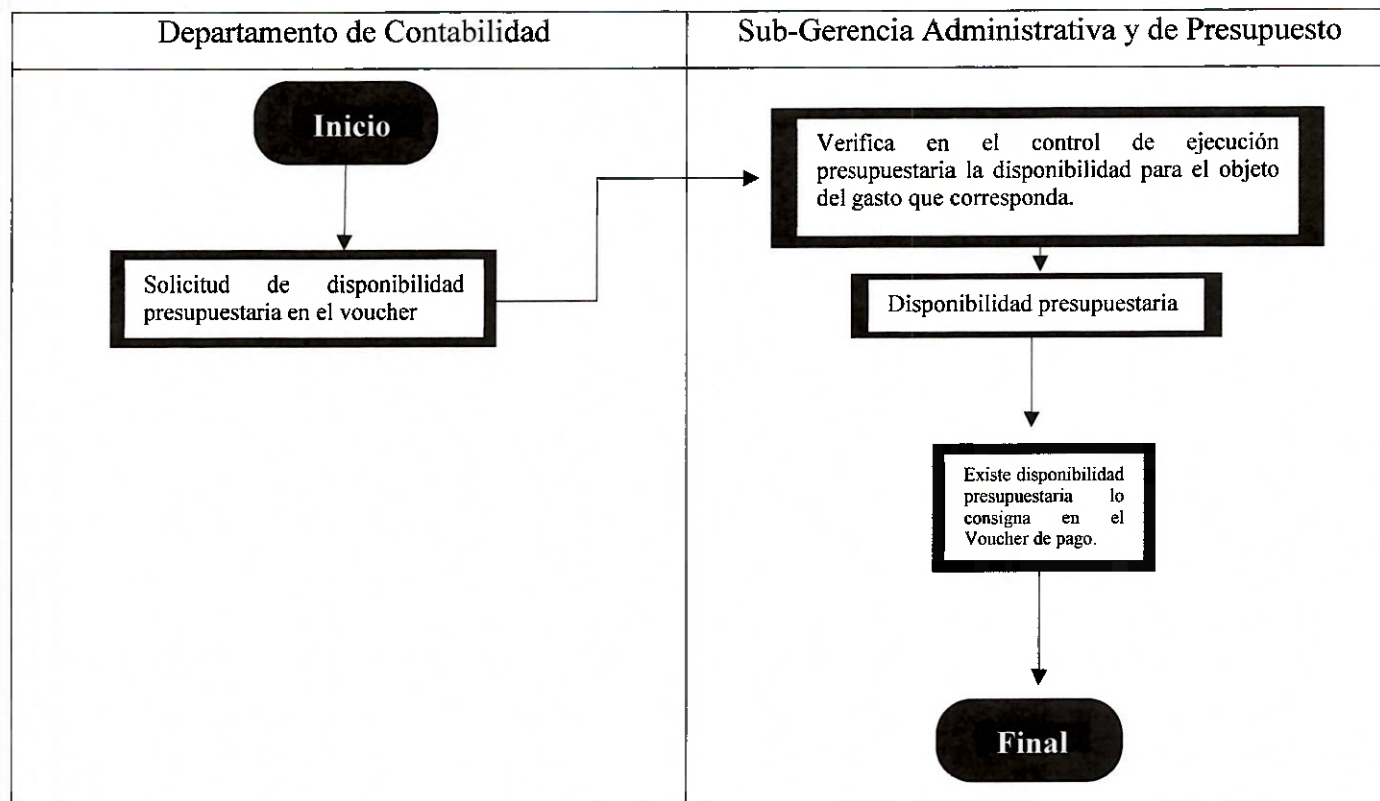 Departamento de Contabilidad
Sub-Gerencia Administrativa y de Presupuesto
Inicio
Solicitud de disponibilidad
presupuestaria en el voucher
Verifica en el control de ejecución
presupuestaria la disponibilidad para el objeto
del gasto que corresponda.
Disponibilidad presupuestaria
Existe disponibilidad
presupuestaria lo
consigna en el
Voucher de pago.
Final